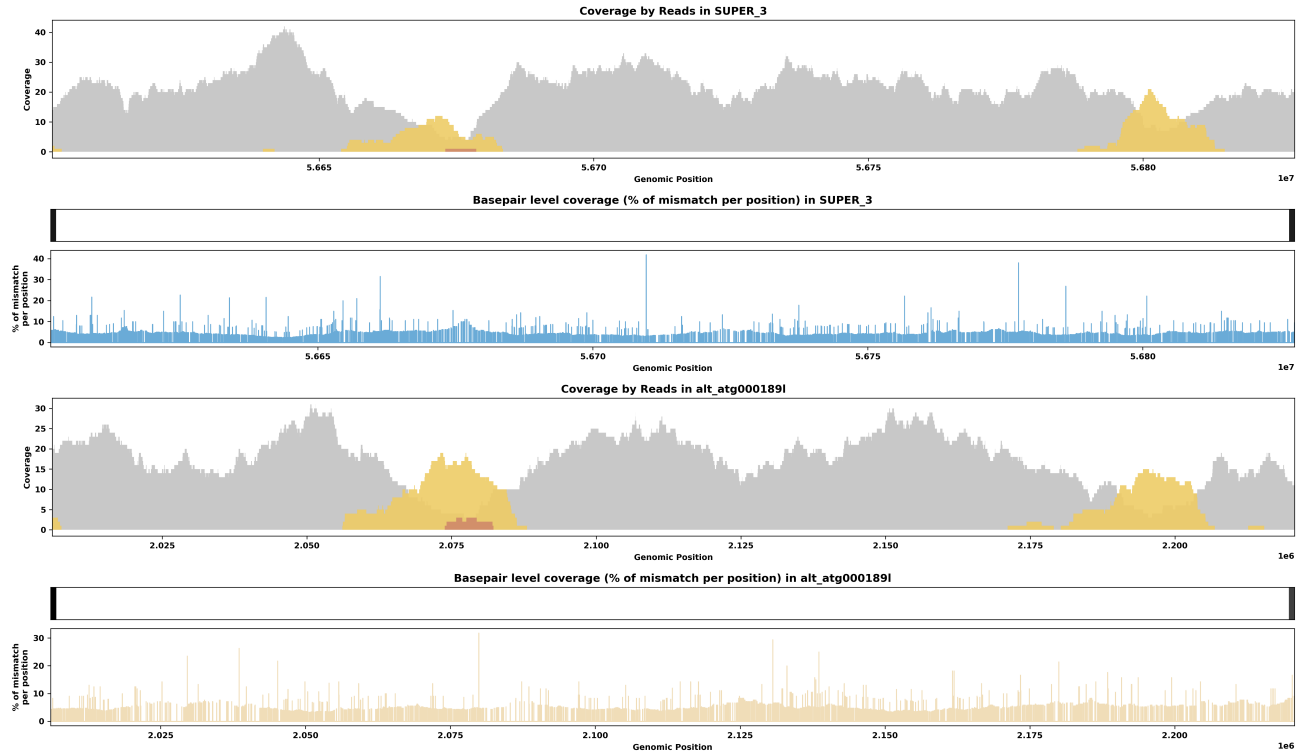 Coverage by Reads in SUPER_3
40
30
20
10
0
Coverage
5.665
5.670
5.675
5.680
Genomic Position
1e7
Basepair level coverage (% of mismatch per position) in SUPER_3
40
30
20
10
0
% of mismatch
per position
5.665
5.670
5.675
5.680
Genomic Position
1e7
Coverage by Reads in alt_atg000189l
30
25
20
15
10
5
0
Coverage
2.025
2.050
2.075
2.100
2.125
2.150
2.175
2.200
Genomic Position
1e6
Basepair level coverage (% of mismatch per position) in alt_atg000189l
30
20
10
0
% of mismatch
per position
2.025
2.050
2.075
2.100
2.125
2.150
2.175
2.200
Genomic Position
1e6